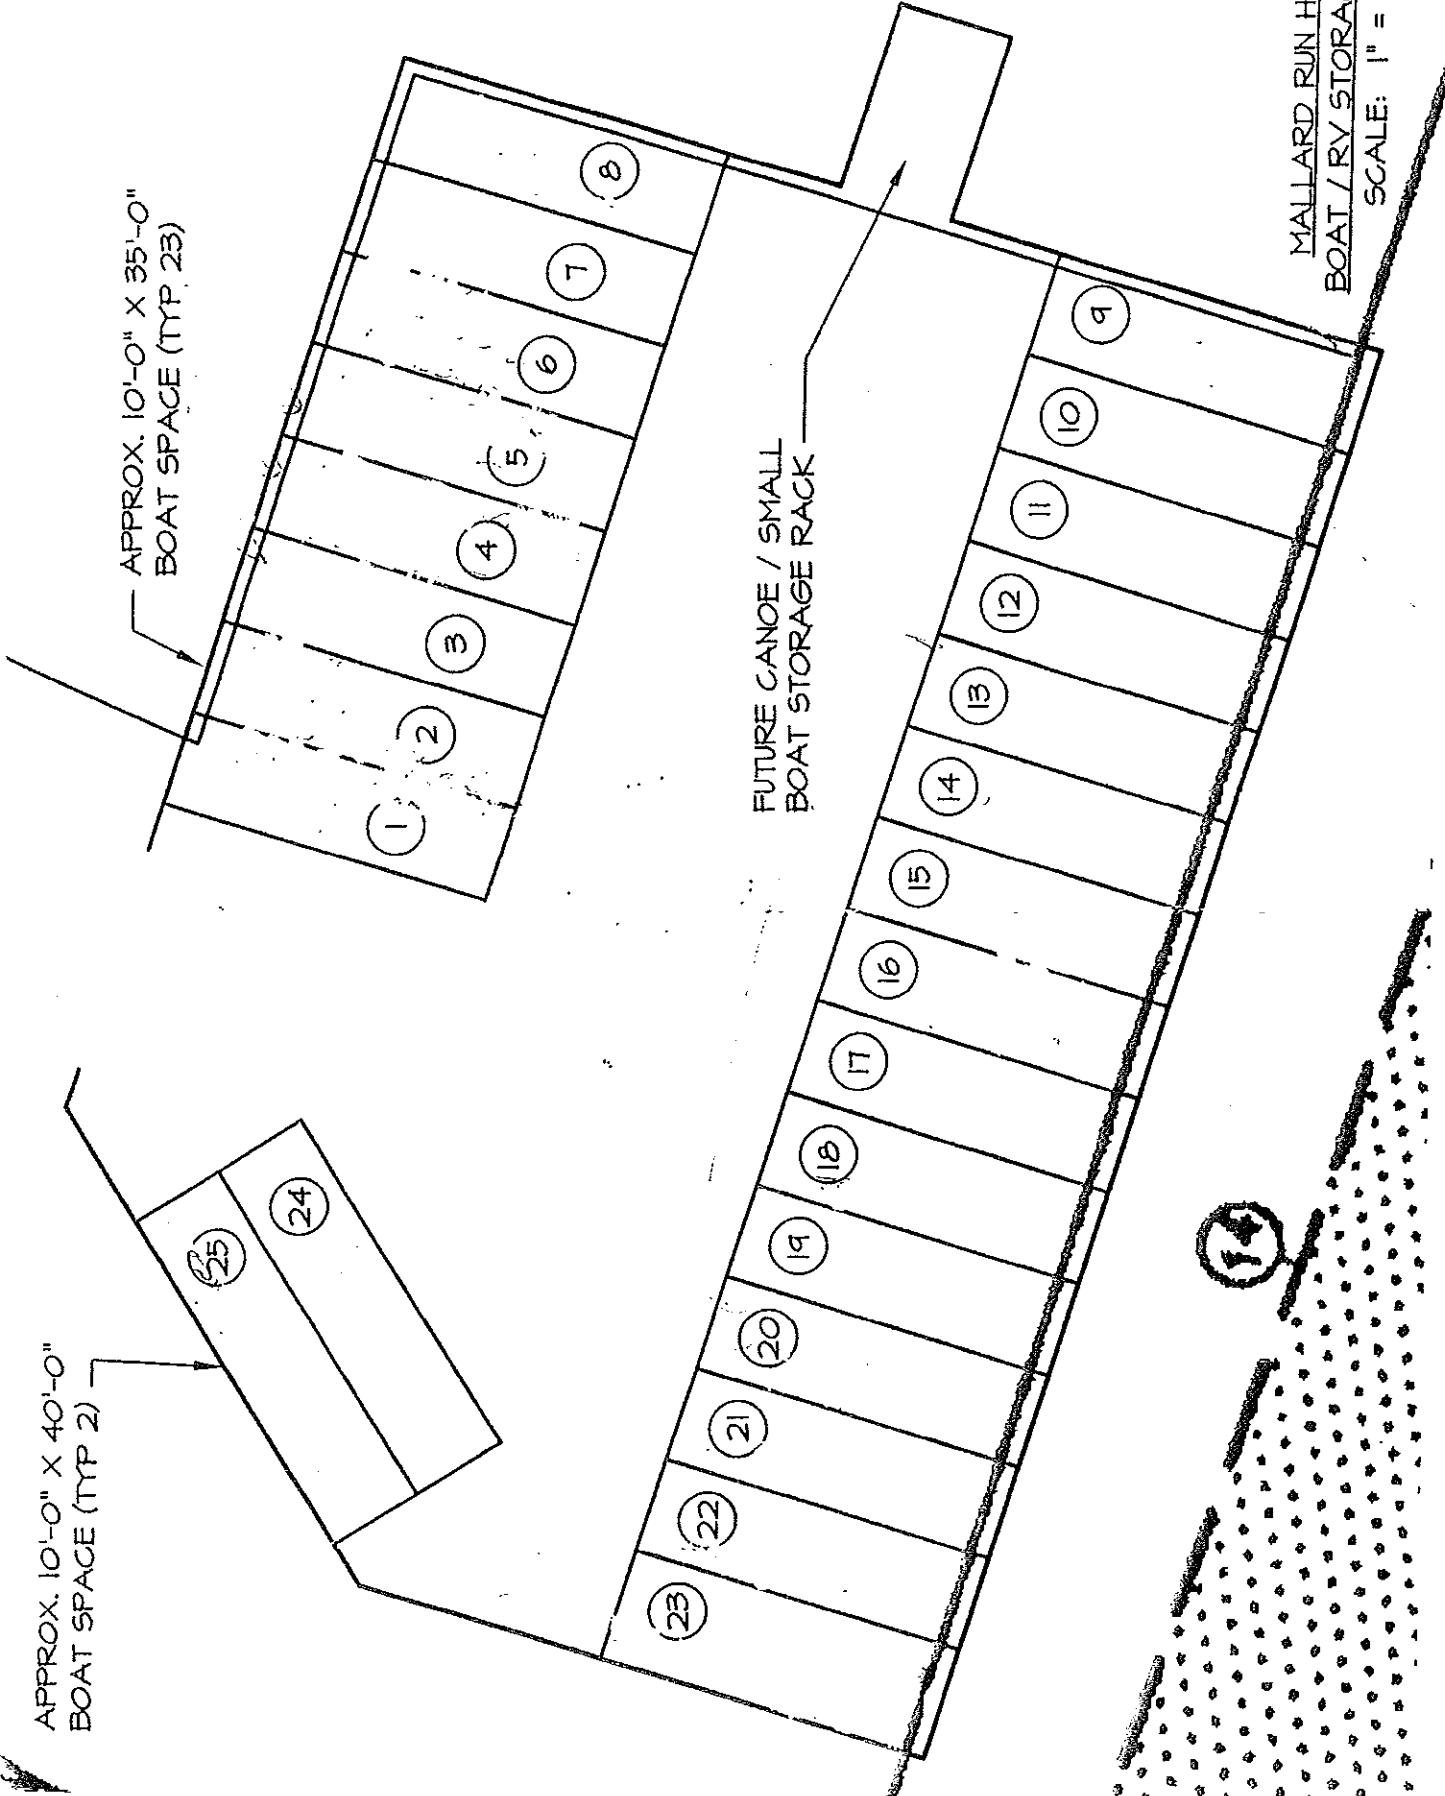 APPROX. 10'-0" X 40'-0"
BOAT SPACE (TYP 2)
APPROX. 10'-0" X 35'-0"
BOAT SPACE (TYP. 23)
1
2
3
4
5
6
7
8
25
24
FUTURE CANOE / SMALL
BOAT STORAGE RACK
9
10
11
12
13
14
15
16
17
18
19
20
21
22
23
MALLARD RUN
BOAT / RV
SCALE: 1" =